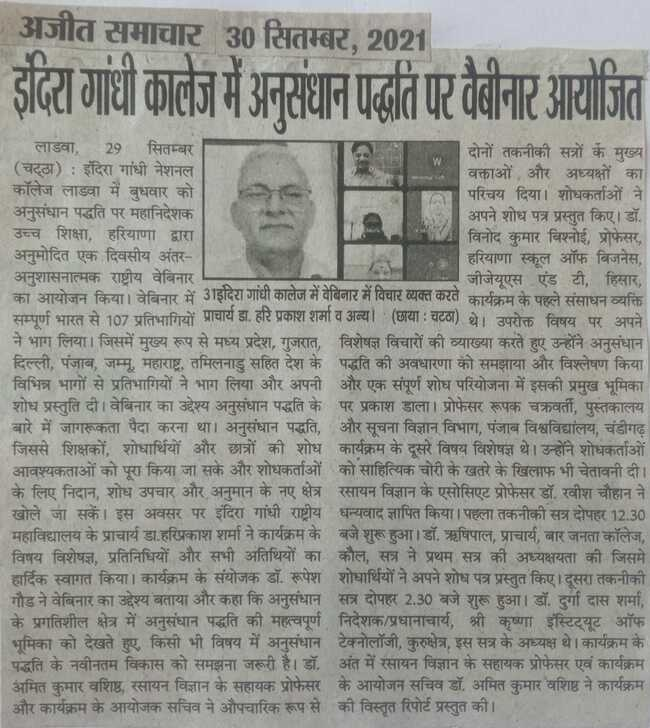 अजीत समाचार 30 सितम्बर, 2021
इंदिरा गांधी कालेज में अनुसंधान पद्धति पर वैबीनार आयोजित
लाडवा, 29 सितम्बर
(चट्ठा) : इंदिरा गांधी नेशनल
कॉलेज लाडवा में बुधवार को
अनुसंधान पद्धति पर महानिदेशक
उच्च शिक्षा, हरियाणा द्वारा
अनुमोदित एक दिवसीय अंतर-
अनुशासनात्मक राष्ट्रीय वेबिनार
का आयोजन किया। वेबिनार में
सम्पूर्ण भारत से 107 प्रतिभागियों
ने भाग लिया। जिसमें मुख्य रूप से मध्य प्रदेश, गुजरात,
दिल्ली, पंजाब, जम्मू, महाराष्ट्र, तमिलनाडु सहित देश के
विभिन्न भागों से प्रतिभागियों ने भाग लिया और अपनी
शोध प्रस्तुति दी। वेबिनार का उद्देश्य अनुसंधान पद्धति के
बारे में जागरूकता पैदा करना था। अनुसंधान पद्धति,
जिससे शिक्षकों, शोधार्थियों और छात्रों की शोध
आवश्यकताओं को पूरा किया जा सके और शोधकर्ताओं
के लिए निदान, शोध उपचार और अनुमान के नए क्षेत्र
खोले जा सकें। इस अवसर पर इंदिरा गांधी राष्ट्रीय
महाविद्यालय के प्राचार्य डा.हरिप्रकाश शर्मा ने कार्यक्रम के
विषय विशेषज्ञ, प्रतिनिधियों और सभी अतिथियों का
हार्दिक स्वागत किया। कार्यक्रम के संयोजक डॉ. रूपेश
गौड ने वेबिनार का उद्देश्य बताया और कहा कि अनुसंधान
के प्रगतिशील क्षेत्र में अनुसंधान पद्धति की महत्वपूर्ण
भूमिका को देखते हुए, किसी भी विषय में अनुसंधान
पद्धति के नवीनतम विकास को समझना जरूरी है। डॉ.
अमित कुमार वशिष्ठ, रसायन विज्ञान के सहायक प्रोफेसर
और कार्यक्रम के आयोजक सचिव ने औपचारिक रूप से
W
31इंदिरा गांधी कालेज में वेबिनार में विचार व्यक्त करते
प्राचार्य डा. हरि प्रकाश शर्मा व अन्य। (छाया : चटठा)
दोनों तकनीकी सत्रों के मुख्य
वक्ताओं और अध्यक्षों का
परिचय दिया। शोधकर्ताओं ने
अपने शोध पत्र प्रस्तुत किए। डॉ.
विनोद कुमार बिश्नोई, प्रोफेसर,
हरियाणा स्कूल ऑफ बिजनेस,
जीजेयूएस एंड टी, हिसार,
कार्यक्रम के पहले संसाधन व्यक्ति
थे। उपरोक्त विषय पर अपने
विशेषज्ञ विचारों की व्याख्या करते हुए उन्होंने अनुसंधान
पद्धति की अवधारणा को समझाया और विश्लेषण किया
और एक संपूर्ण शोध परियोजना में इसकी प्रमुख भूमिका
पर प्रकाश डाला। प्रोफेसर रूपक चक्रवर्ती, पुस्तकालय
और सूचना विज्ञान विभाग, पंजाब विश्वविद्यालय, चंडीगढ़
कार्यक्रम के दूसरे विषय विशेषज्ञ थे। उन्होंने शोधकर्ताओं
को साहित्यिक चोरी के खतरे के खिलाफ भी चेतावनी दी।
रसायन विज्ञान के एसोसिएट प्रोफेसर डॉ. रवीश चौहान ने
धन्यवाद ज्ञापित किया। पहला तकनीकी सत्र दोपहर 12.30
बजे शुरू हुआ। डॉ. ऋषिपाल, प्राचार्य, बार जनता कॉलेज,
कौल, सत्र ने प्रथम सत्र की अध्यक्षयता की जिसमे
शोधार्थियों ने अपने शोध पत्र प्रस्तुत किए। दूसरा तकनीकी
सत्र दोपहर 2.30 बजे शुरू हुआ। डॉ. दुर्गा दास शर्मा,
निदेशक/प्रधानाचार्य, श्री कृष्णा इंस्टिट्यूट ऑफ
टेक्नोलॉजी, कुरुक्षेत्र, इस सत्र के अध्यक्ष थे। कार्यक्रम के
अंत में रसायन विज्ञान के सहायक प्रोफेसर एवं कार्यक्रम
के आयोजन सचिव डॉ. अमित कुमार वशिष्ठ ने कार्यक्रम
की विस्तृत रिपोर्ट प्रस्तुत की।